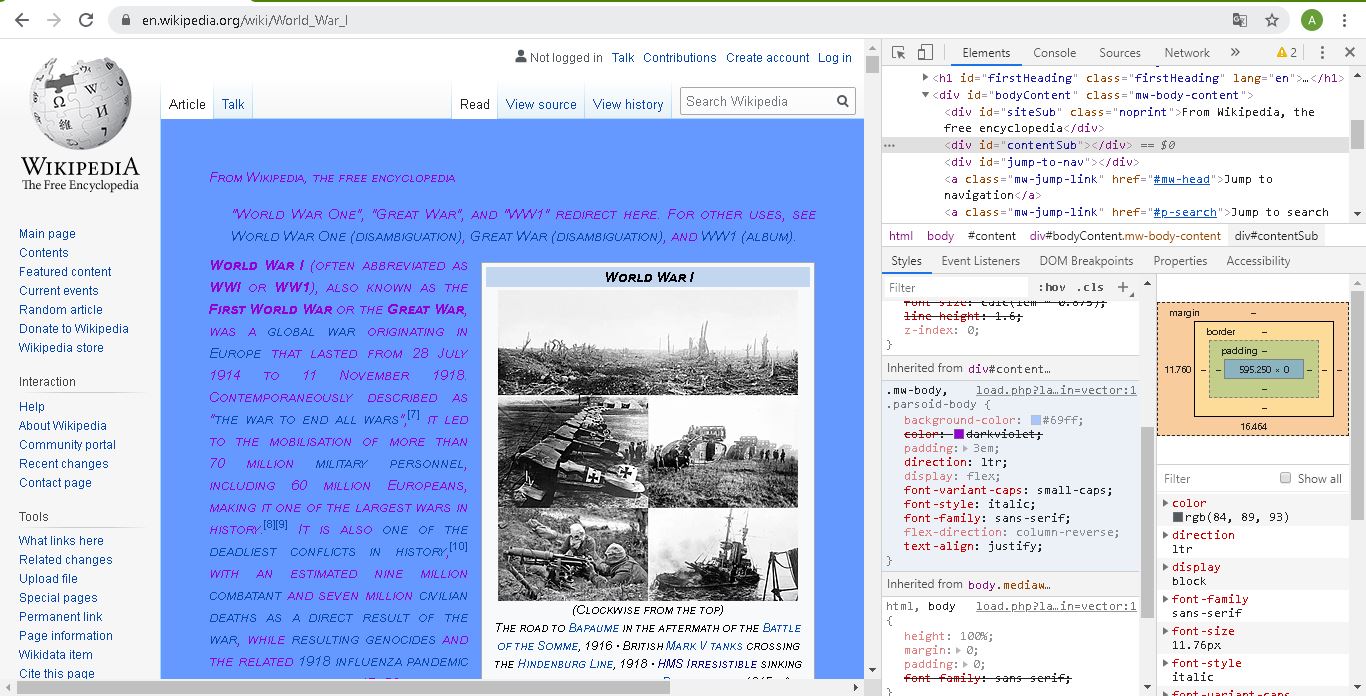 en.wikipedia.org/wiki/World_War_I
A
Not logged in Talk Contributions Create account Log in
Article Talk Read View source View history Search Wikipedia
WIKIPEDIA
The Free Encyclopedia
Main page
Contents
Featured content
Current events
Random article
Donate to Wikipedia
Wikipedia store
Interaction
Help
About Wikipedia
Community portal
Recent changes
Contact page
Tools
What links here
Related changes
Upload file
Special pages
Permanent link
Page information
Wikidata item
Cite this page
From Wikipedia, the free encyclopedia
"World War One", "Great War", and "WW1" redirect here. For other uses, see
World War One (disambiguation), Great War (disambiguation), and WW1 (album).
World War I (often abbreviated as
WWI or WW1), also known as the
First World War or the Great War,
was a global war originating in
Europe that lasted from 28 July
1914 to 11 November 1918.
Contemporaneously described as
"the war to end all wars",[7] it led
to the mobilisation of more than
70 million military personnel,
including 60 million Europeans,
making it one of the largest wars in
history.[8][9] It is also one of the
deadliest conflicts in history,[10]
with an estimated nine million
combatant and seven million civilian
deaths as a direct result of the
war, while resulting genocides and
the related 1918 influenza pandemic
World War I
(Clockwise from the top)
The road to Bapaume in the aftermath of the Battle
of the Somme, 1916 • British Mark V tanks crossing
the Hindenburg Line, 1918 • HMS Irresistible sinking
Elements Console Sources Network » 2
<h1 id="firstHeading" class="firstHeading" lang="en">…</h1>
<div id="bodyContent" class="mw-body-content">
<div id="siteSub" class="noprint">From Wikipedia, the
free encyclopedia</div>
… <div id="contentSub"></div> == $0
<div id="jump-to-nav"></div>
<a class="mw-jump-link" href="#mw-head">Jump to
navigation</a>
<a class="mw-jump-link" href="#p-search">Jump to search
html body #content div#bodyContent.mw-body-content div#contentSub
Styles Event Listeners DOM Breakpoints Properties Accessibility
Filter :hov .cls +
font-size: calc(1em * 0.875);
line-height: 1.6;
z-index: 0;
}
Inherited from div#content…
.mw-body, load.php?la…in=vector:1
.parsoid-body {
background-color: #69ff;
color: darkviolet;
padding: 3em;
direction: ltr;
display: flex;
font-variant-caps: small-caps;
font-style: italic;
font-family: sans-serif;
flex-direction: column-reverse;
text-align: justify;
}
Inherited from body.mediaw…
html, body load.php?la…in=vector:1
{
height: 100%;
margin: 0;
padding: 0;
font-family: sans-serif;
margin –
border –
padding –
11.760 – – 595.250 × 0 – – –
–
–
16.464
Filter Show all
color
rgb(84, 89, 93)
direction
ltr
display
block
font-family
sans-serif
font-size
11.76px
font-style
italic
font-variant-caps